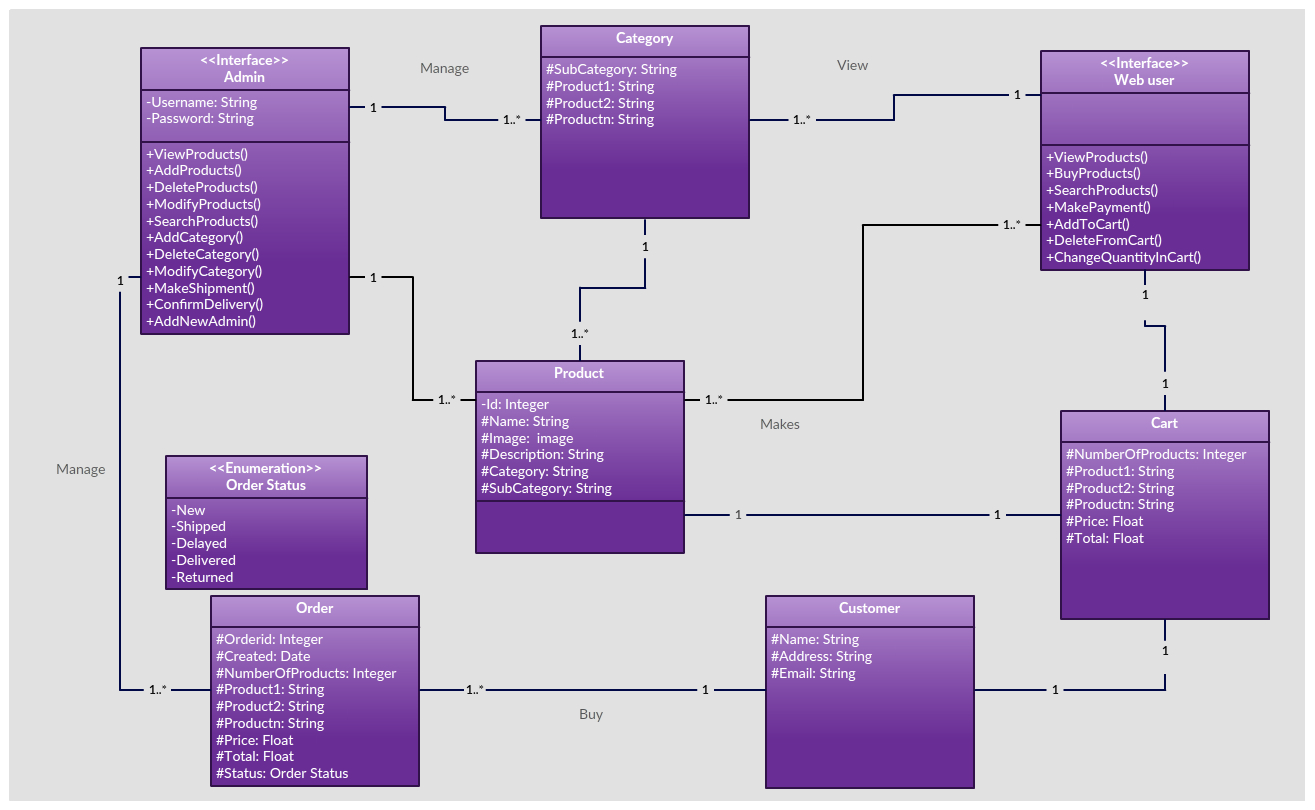 <<Interface>>
Admin
-Username: String
-Password: String
+ViewProducts()
+AddProducts()
+DeleteProducts()
+ModifyProducts()
+SearchProducts()
+AddCategory()
+DeleteCategory()
+ModifyCategory()
+MakeShipment()
+ConfirmDelivery()
+AddNewAdmin()
Manage
1
1..*
Category
#SubCategory: String
#Product1: String
#Product2: String
#Productn: String
View
1..*
1
<<Interface>>
Web user
+ViewProducts()
+BuyProducts()
+SearchProducts()
+MakePayment()
+AddToCart()
+DeleteFromCart()
+ChangeQuantityInCart()
1
1..*
1
1..*
1..*
1..*
Makes
Product
-Id: Integer
#Name: String
#Image:  image
#Description: String
#Category: String
#SubCategory: String
1
1
Cart
#NumberOfProducts: Integer
#Product1: String
#Product2: String
#Productn: String
#Price: Float
#Total: Float
1
1
1
Manage
1..*
<<Enumeration>>
Order Status
-New
-Shipped
-Delayed
-Delivered
-Returned
Order
#Orderid: Integer
#Created: Date
#NumberOfProducts: Integer
#Product1: String
#Product2: String
#Productn: String
#Price: Float
#Total: Float
#Status: Order Status
1..*
1
Buy
Customer
#Name: String
#Address: String
#Email: String
1
1